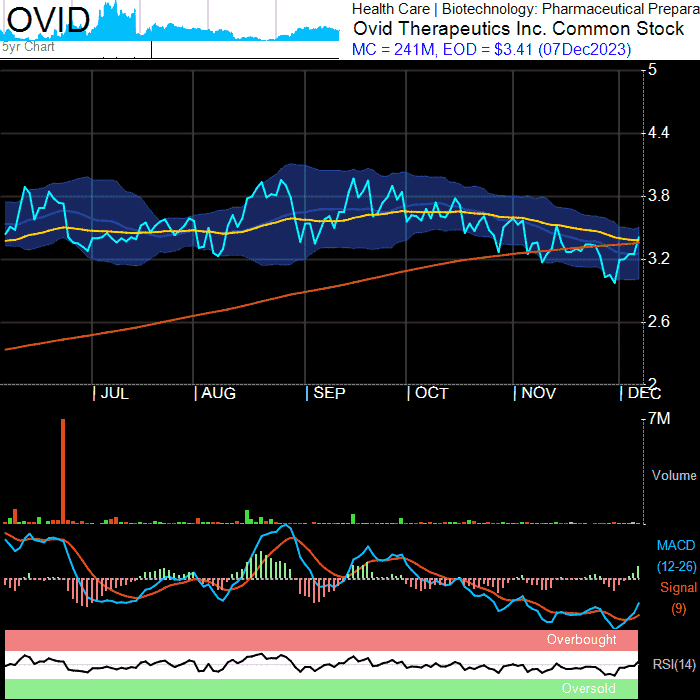 OVID
5yr Chart
Health Care | Biotechnology: Pharmaceutical Prepara
Ovid Therapeutics Inc. Common Stock
MC = 241M, EOD = $3.41 (07Dec2023)
5
4.4
3.8
3.2
2.6
2
| JUL | AUG | SEP | OCT | NOV | DEC
7M
Volume
MACD
(12-26)
Signal
(9)
Overbought
RSI(14)
Oversold